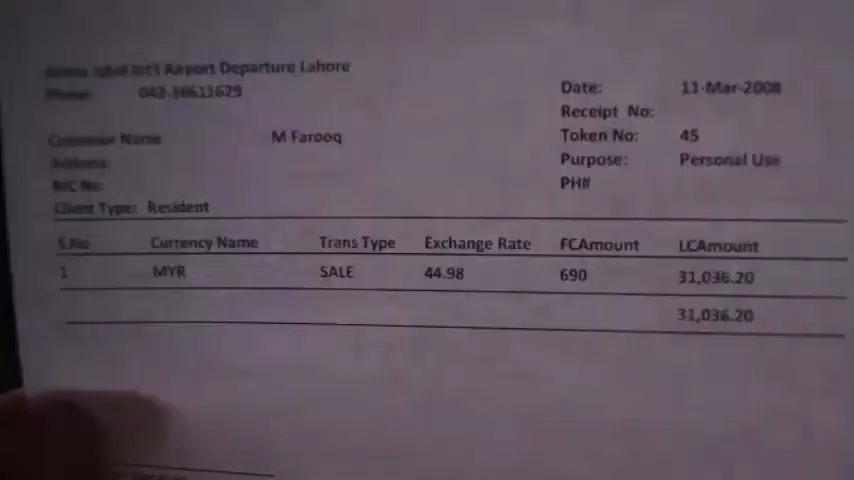 Allama Iqbal Int'l Airport Departure Lahore
Phone: 042-36611629
Date: 11-Mar-2008
Receipt No:
Customer Name M Farooq
Token No: 45
Address:
Purpose: Personal Use
NIC No:
PH#
Client Type: Resident
S.No Currency Name Trans Type Exchange Rate FCAmount LCAmount
1 MYR SALE 44.98 690 31,036.20
31,036.20